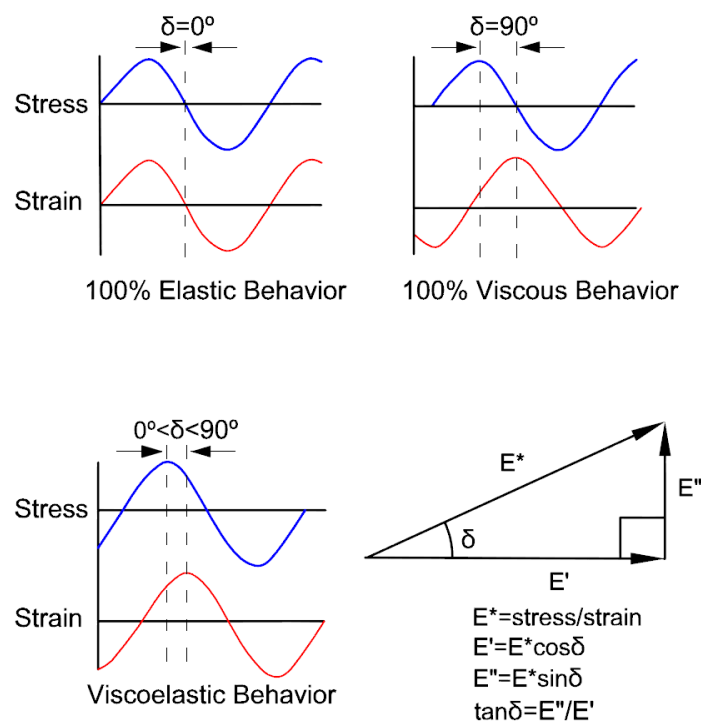 δ=0º
Stress
Strain
100% Elastic Behavior
δ=90º
100% Viscous Behavior
0º<δ<90º
Stress
Strain
Viscoelastic Behavior
E*
E"
δ
E'
E*=stress/strain
E'=E*cosδ
E"=E*sinδ
tanδ=E"/E'